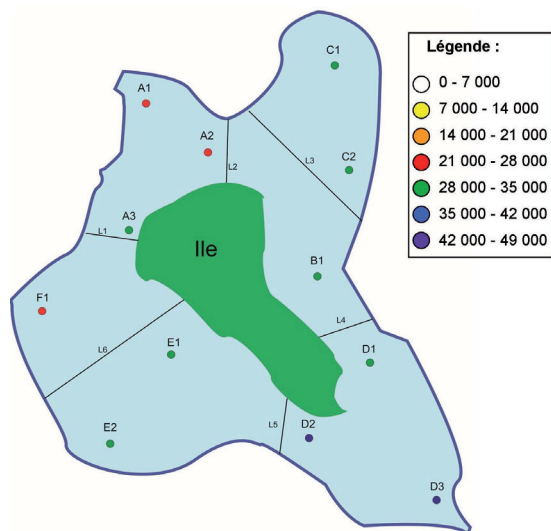 C1
A1
A2
L2
L3
C2
A3
L1
Ile
B1
F1
L4
L6
E1
D1
L5
D2
E2
D3
Légende :
0 - 7 000
7 000 - 14 000
14 000 - 21 000
21 000 - 28 000
28 000 - 35 000
35 000 - 42 000
42 000 - 49 000